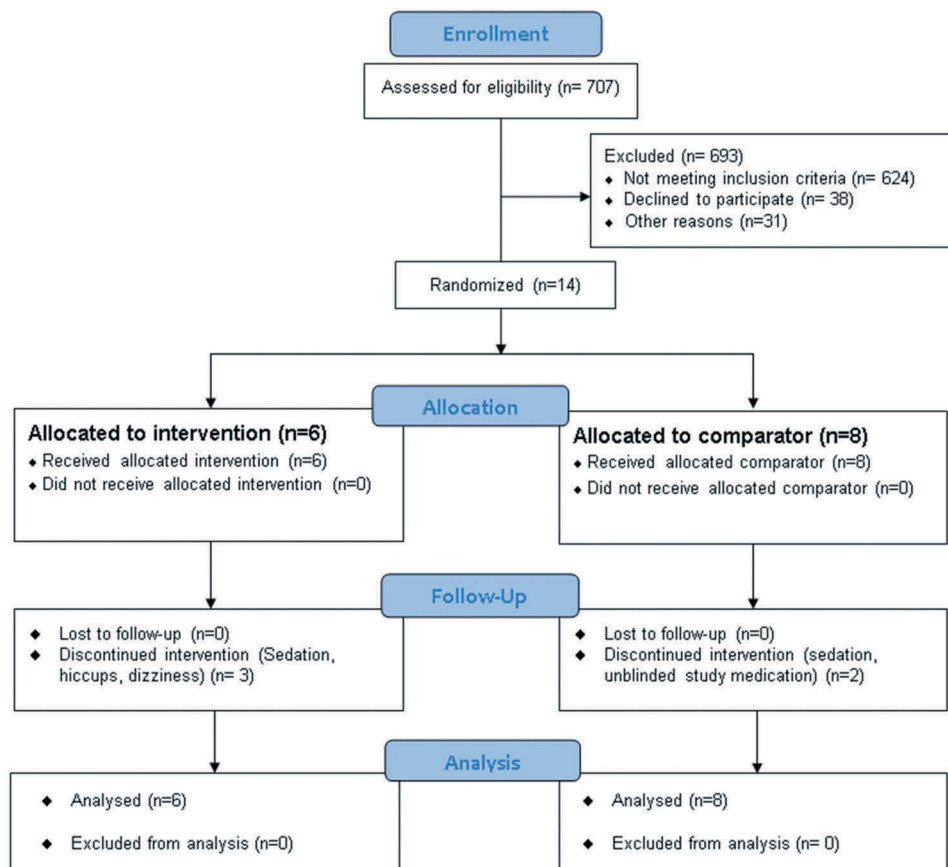 Enrollment
Assessed for eligibility (n= 707)
Excluded (n= 693)
◆ Not meeting inclusion criteria (n= 624)
◆ Declined to participate (n= 38)
◆ Other reasons (n=31)
Randomized (n=14)
Allocation
Allocated to intervention (n=6)
◆ Received allocated intervention (n=6)
◆ Did not receive allocated intervention (n=0)
Allocated to comparator (n=8)
◆ Received allocated comparator (n=8)
◆ Did not receive allocated comparator (n=0)
Follow-Up
◆ Lost to follow-up (n=0)
◆ Discontinued intervention (Sedation,
hiccups, dizziness) (n= 3)
◆ Lost to follow-up (n=0)
◆ Discontinued intervention (sedation,
unblinded study medication) (n=2)
Analysis
◆ Analysed (n=6)
◆ Excluded from analysis (n=0)
◆ Analysed (n=8)
◆ Excluded from analysis (n= 0)